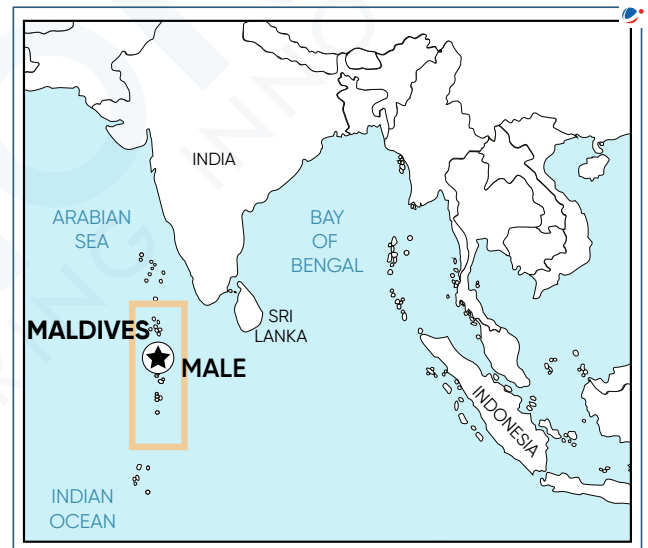 INDIA
ARABIAN
SEA
BAY
OF
BENGAL
SRI
LANKA
MALDIVES
MALE
INDONESIA
INDIAN
OCEAN